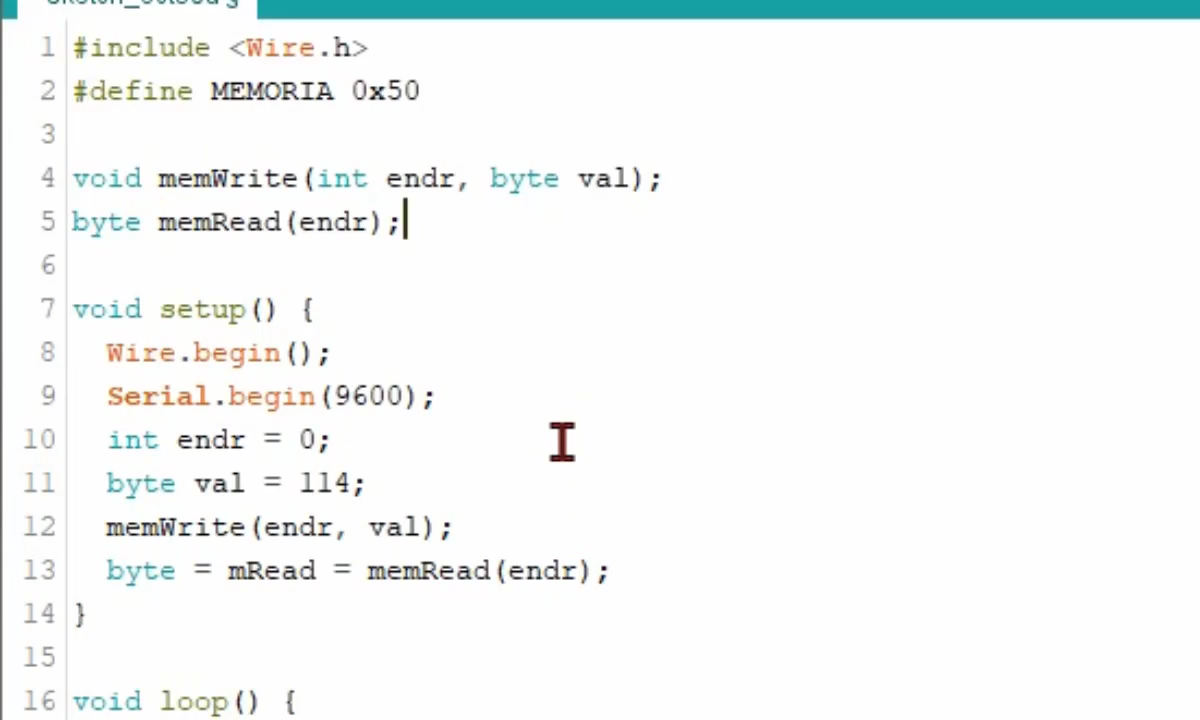 1 #include <Wire.h>
2 #define MEMORIA 0x50
3
4 void memWrite(int endr, byte val);
5 byte memRead(endr);
6
7 void setup() {
8   Wire.begin();
9   Serial.begin(9600);
10   int endr = 0;
11   byte val = 114;
12   memWrite(endr, val);
13   byte = mRead = memRead(endr);
14 }
15
16 void loop() {